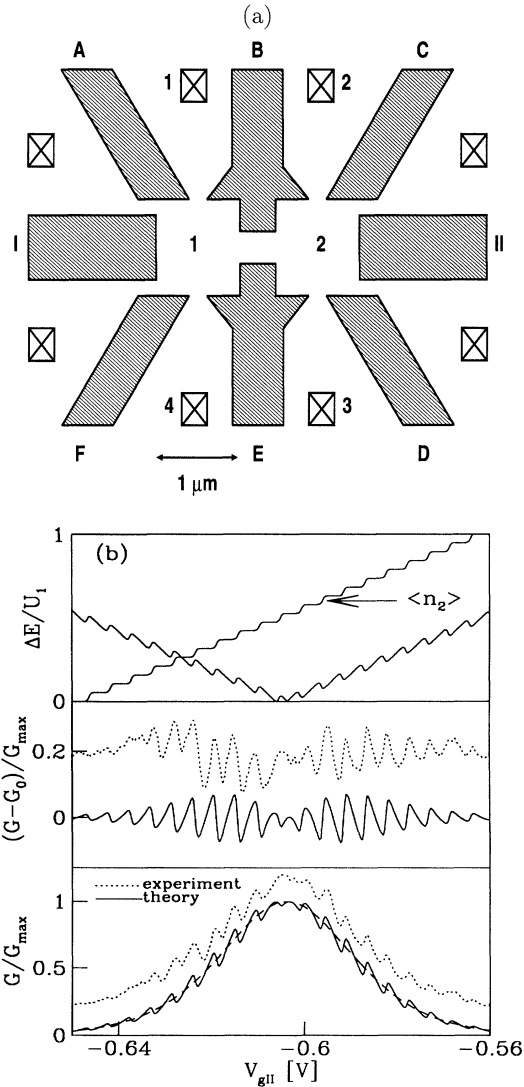 (a)
A B C
1 2
I 1 2 II
4 3
F E D
1 μm
(b)
1
ΔE/U₁
<n₂>
0
0.2
(G−G₀)/Gₘₐₓ
0
experiment
theory
1
G/Gₘₐₓ
0.5
0
−0.64 −0.6 −0.56
V_gII [V]